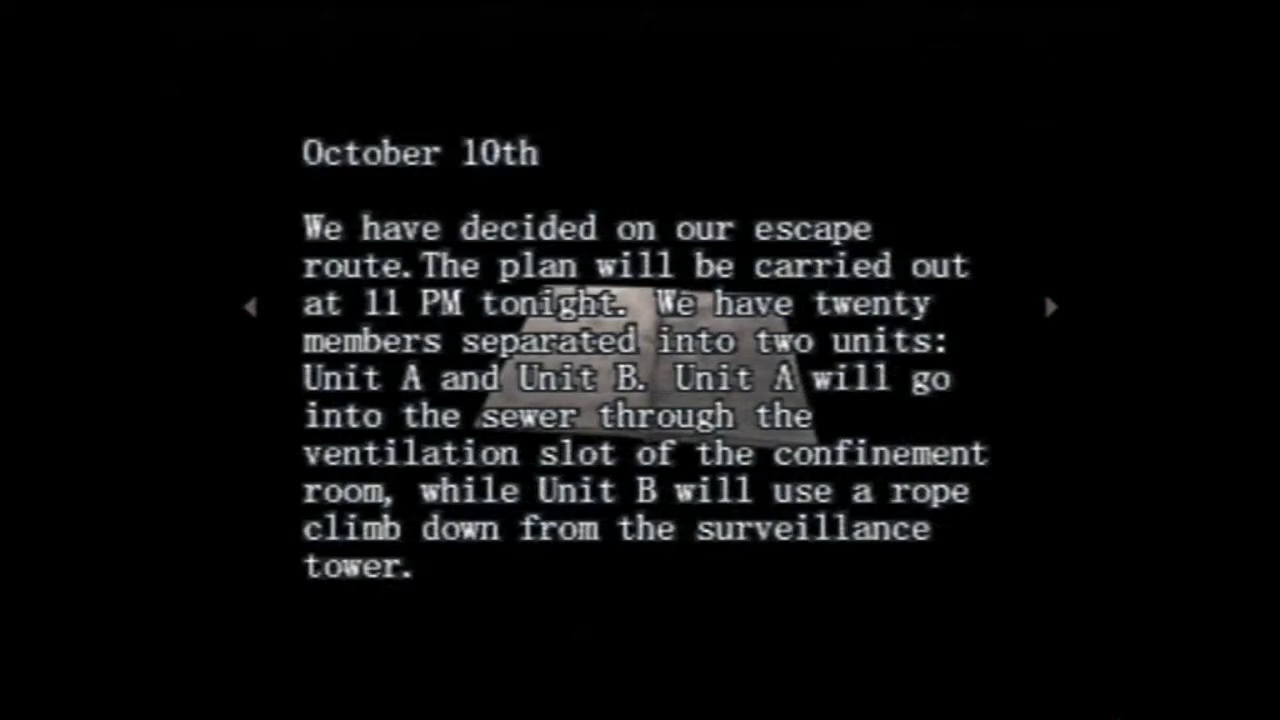 October 10th
We have decided on our escape
route. The plan will be carried out
at 11 PM tonight. We have twenty
members separated into two units:
Unit A and Unit B. Unit A will go
into the sewer through the
ventilation slot of the confinement
room, while Unit B will use a rope
climb down from the surveillance
tower.